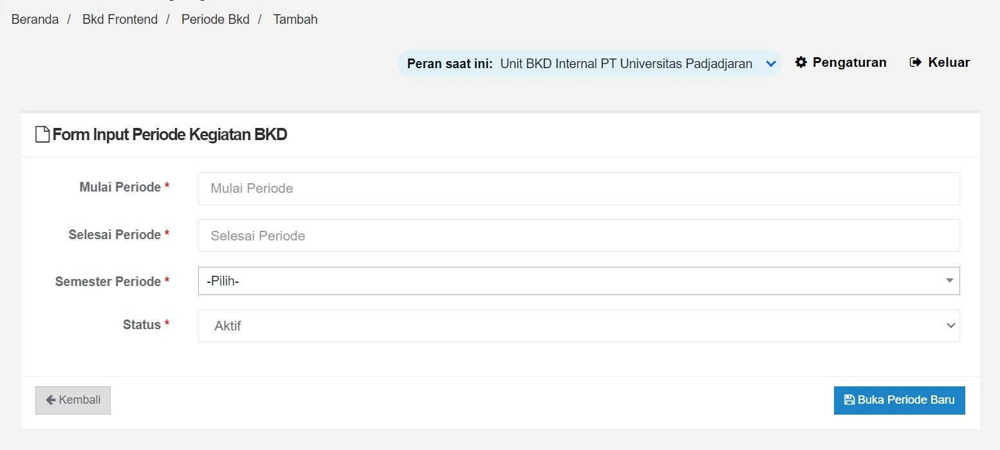 Beranda / Bkd Frontend / Periode Bkd / Tambah
Peran saat ini: Unit BKD Internal PT Universitas Padjadjaran Pengaturan Keluar
Form Input Periode Kegiatan BKD
Mulai Periode * Mulai Periode
Selesai Periode * Selesai Periode
Semester Periode * -Pilih-
Status * Aktif
Kembali Buka Periode Baru